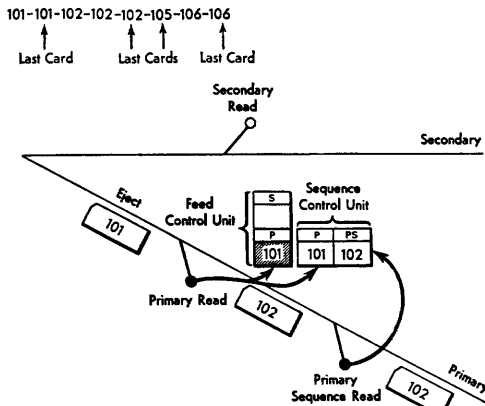 101-101-102-102-102-105-106-106
Last Card
Last Cards
Last Card
Secondary
Read
Secondary
Eject
Feed
Control Unit
S
P
101
Sequence
Control Unit
P
PS
101
102
101
Primary Read
102
Primary
Sequence Read
102
Primary